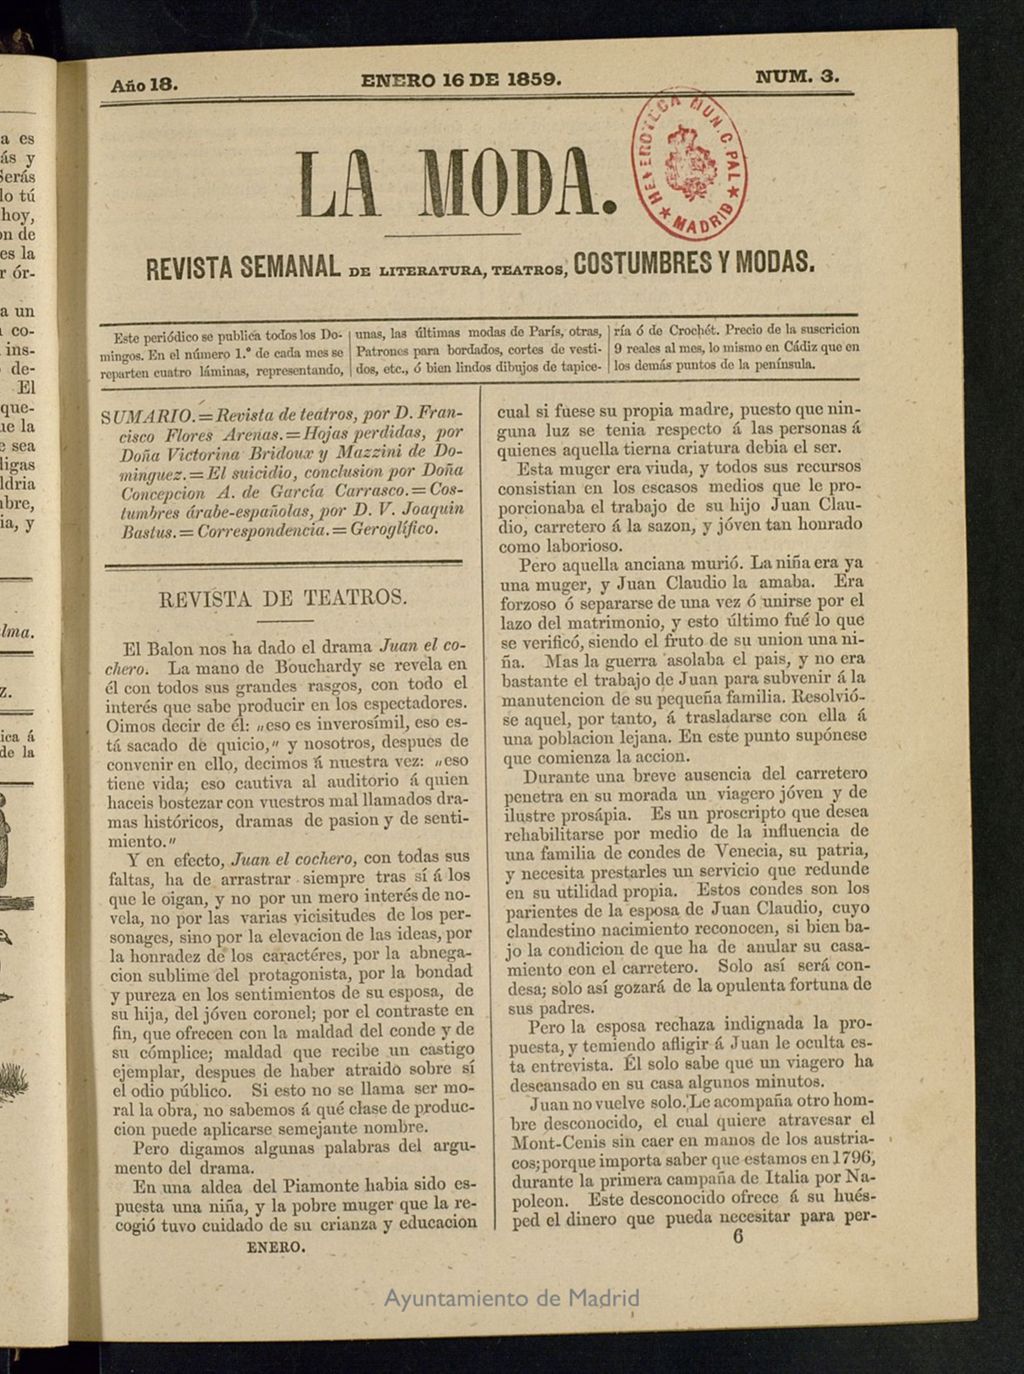 a es
ás y
Serás
lo tú
hoy,
on de
es la
r ór-
a un
co-
ins-
de-
El
que-
ue la
e sea
ligas
ldria
bre,
ia, y
lma.
Z.
ica á
de la
Año 18.
ENERO 16 DE 1859.
NUM. 3.
HEMEROTECA MUNICIPAL
MADRID
LA MODA.
REVISTA SEMANAL DE LITERATURA, TEATROS, COSTUMBRES Y MODAS.
Este periódico se publica todos los Do-
mingos. En el número 1.º de cada mes se
reparten cuatro láminas, representando,
unas, las últimas modas de París, otras,
Patrones para bordados, cortes de vesti-
dos, etc., ó bien lindos dibujos de tapice-
ría ó de Crochét. Precio de la suscricion
9 reales al mes, lo mismo en Cádiz que en
los demás puntos de la península.
SUMARIO.=Revista de teatros, por D. Fran-
cisco Flores Arenas.=Hojas perdidas, por
Doña Victorina Bridoux y Mazzini de Do-
minguez.=El suicidio, conclusion por Doña
Concepcion A. de García Carrasco.=Cos-
tumbres árabe-españolas, por D. V. Joaquin
Bastus.=Correspondencia.=Geroglífico.
REVISTA DE TEATROS.
El Balon nos ha dado el drama Juan el co-
chero. La mano de Bouchardy se revela en
él con todos sus grandes rasgos, con todo el
interés que sabe producir en los espectadores.
Oimos decir de él: „eso es inverosímil, eso es-
tá sacado de quicio," y nosotros, despues de
convenir en ello, decimos á nuestra vez: „eso
tiene vida; eso cautiva al auditorio á quien
haceis bostezar con vuestros mal llamados dra-
mas históricos, dramas de pasion y de senti-
miento."
Y en efecto, Juan el cochero, con todas sus
faltas, ha de arrastrar siempre tras sí á los
que le oigan, y no por un mero interés de no-
vela, no por las varias vicisitudes de los per-
sonages, sino por la elevacion de las ideas, por
la honradez de los caractéres, por la abnega-
cion sublime del protagonista, por la bondad
y pureza en los sentimientos de su esposa, de
su hija, del jóven coronel; por el contraste en
fin, que ofrecen con la maldad del conde y de
su cómplice; maldad que recibe un castigo
ejemplar, despues de haber atraido sobre sí
el odio público. Si esto no se llama ser mo-
ral la obra, no sabemos á qué clase de produc-
cion puede aplicarse semejante nombre.
Pero digamos algunas palabras del argu-
mento del drama.
En una aldea del Piamonte habia sido es-
puesta una niña, y la pobre muger que la re-
cogió tuvo cuidado de su crianza y educacion
ENERO.
cual si fuese su propia madre, puesto que nin-
guna luz se tenia respecto á las personas á
quienes aquella tierna criatura debia el ser.
Esta muger era viuda, y todos sus recursos
consistian en los escasos medios que le pro-
porcionaba el trabajo de su hijo Juan Clau-
dio, carretero á la sazon, y jóven tan honrado
como laborioso.
Pero aquella anciana murió. La niña era ya
una muger, y Juan Claudio la amaba. Era
forzoso ó separarse de una vez ó unirse por el
lazo del matrimonio, y esto último fué lo que
se verificó, siendo el fruto de su union una ni-
ña. Mas la guerra asolaba el pais, y no era
bastante el trabajo de Juan para subvenir á la
manutencion de su pequeña familia. Resolvió-
se aquel, por tanto, á trasladarse con ella á
una poblacion lejana. En este punto supónese
que comienza la accion.
Durante una breve ausencia del carretero
penetra en su morada un viagero jóven y de
ilustre prosápia. Es un proscripto que desea
rehabilitarse por medio de la influencia de
una familia de condes de Venecia, su patria,
y necesita prestarles un servicio que redunde
en su utilidad propia. Estos condes son los
parientes de la esposa de Juan Claudio, cuyo
clandestino nacimiento reconocen, si bien ba-
jo la condicion de que ha de anular su casa-
miento con el carretero. Solo así será con-
desa; solo así gozará de la opulenta fortuna de
sus padres.
Pero la esposa rechaza indignada la pro-
puesta, y temiendo afligir á Juan le oculta es-
ta entrevista. Él solo sabe que un viagero ha
descansado en su casa algunos minutos.
Juan no vuelve solo. Le acompaña otro hom-
bre desconocido, el cual quiere atravesar el
Mont-Cenis sin caer en manos de los austria-
cos; porque importa saber que estamos en 1796,
durante la primera campaña de Italia por Na-
poleon. Este desconocido ofrece á su hués-
ped el dinero que pueda necesitar para per-
6
Ayuntamiento de Madrid